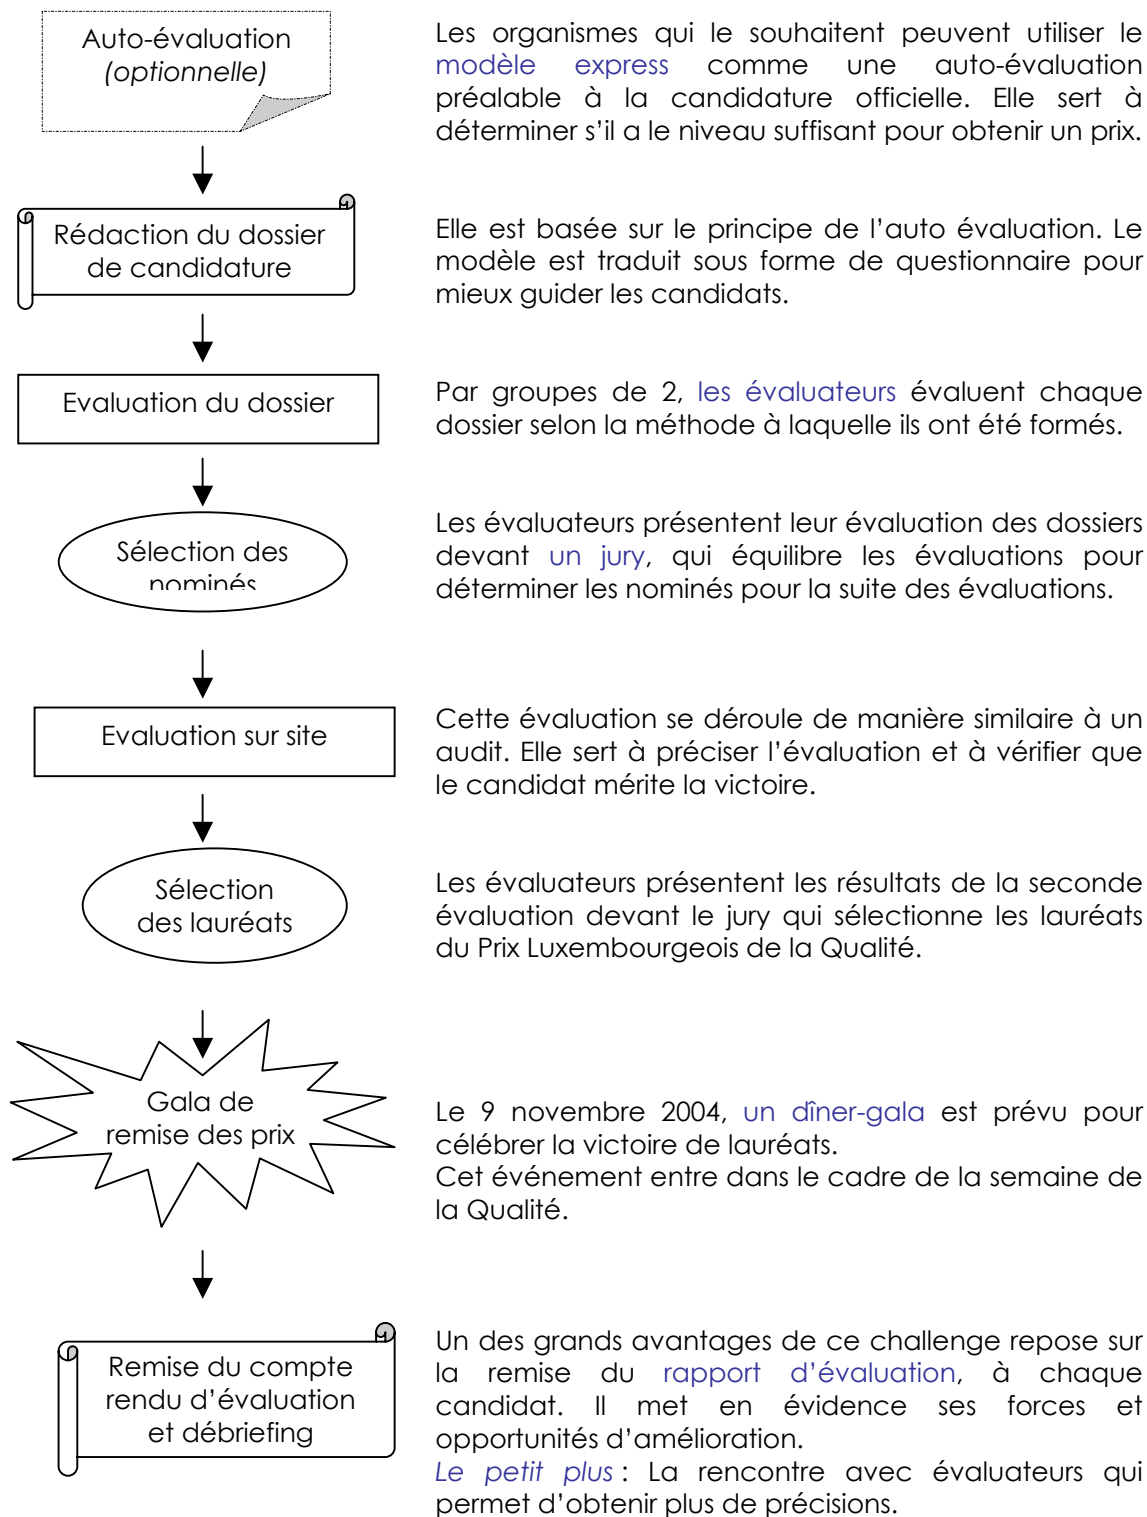 Auto-évaluation
(optionnelle)
Les organismes qui le souhaitent peuvent utiliser le
modèle express comme une auto-évaluation
préalable à la candidature officielle. Elle sert à
déterminer s’il a le niveau suffisant pour obtenir un prix.
Rédaction du dossier
de candidature
Elle est basée sur le principe de l’auto évaluation. Le
modèle est traduit sous forme de questionnaire pour
mieux guider les candidats.
Evaluation du dossier
Par groupes de 2, les évaluateurs évaluent chaque
dossier selon la méthode à laquelle ils ont été formés.
Sélection des
nominés
Les évaluateurs présentent leur évaluation des dossiers
devant un jury, qui équilibre les évaluations pour
déterminer les nominés pour la suite des évaluations.
Evaluation sur site
Cette évaluation se déroule de manière similaire à un
audit. Elle sert à préciser l’évaluation et à vérifier que
le candidat mérite la victoire.
Sélection
des lauréats
Les évaluateurs présentent les résultats de la seconde
évaluation devant le jury qui sélectionne les lauréats
du Prix Luxembourgeois de la Qualité.
Gala de
remise des prix
Le 9 novembre 2004, un dîner-gala est prévu pour
célébrer la victoire de lauréats.
Cet événement entre dans le cadre de la semaine de
la Qualité.
Remise du compte
rendu d’évaluation
et débriefing
Un des grands avantages de ce challenge repose sur
la remise du rapport d’évaluation, à chaque
candidat. Il met en évidence ses forces et
opportunités d’amélioration.
Le petit plus : La rencontre avec évaluateurs qui
permet d’obtenir plus de précisions.